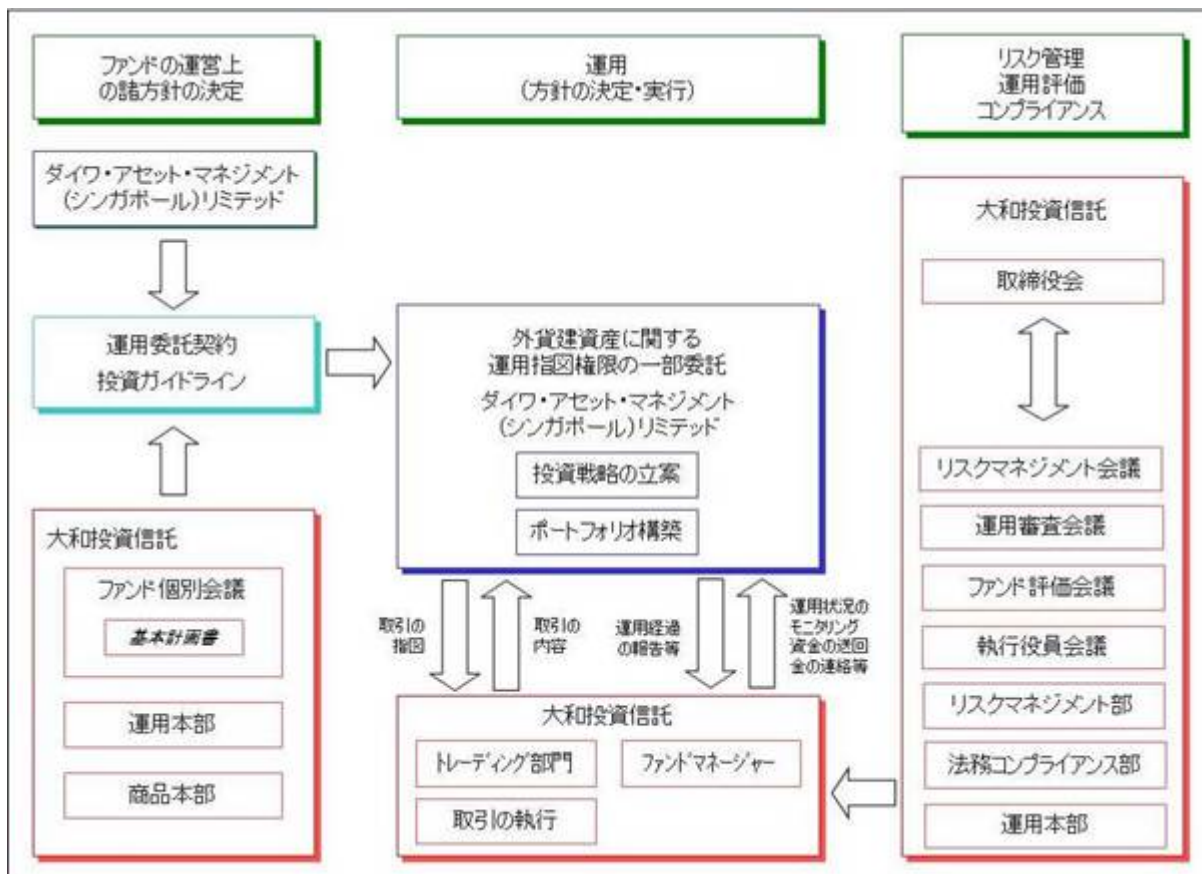 ファンドの運営上
の諸方針の決定
運用
(方針の決定・実行)
リスク管理
運用評価
コンプライアンス
ダイワ・アセット・マネジメント
(シンガポール)リミテッド
運用委託契約
投資ガイドライン
大和投資信託
ファンド個別会議
基本計画書
運用本部
商品本部
外貨建資産に関する
運用指図権限の一部委託
ダイワ・アセット・マネジメント
(シンガポール)リミテッド
投資戦略の立案
ポートフォリオ構築
取引の
指図
取引の
内容
運用経過
の報告等
運用状況の
モニタリング
資金の送回
金の連絡等
大和投資信託
トレーディング部門
ファンドマネージャー
取引の執行
大和投資信託
取締役会
リスクマネジメント会議
運用審査会議
ファンド評価会議
執行役員会議
リスクマネジメント部
法務コンプライアンス部
運用本部